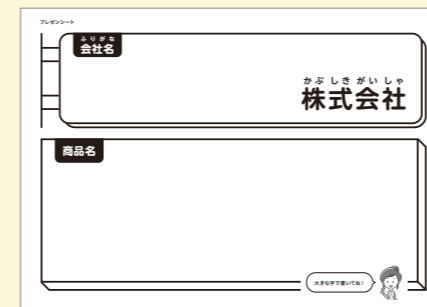 プレゼンシート
ふりがな
会社名
かぶしきがいしゃ
株式会社
商品名
大きな字で書いてね！